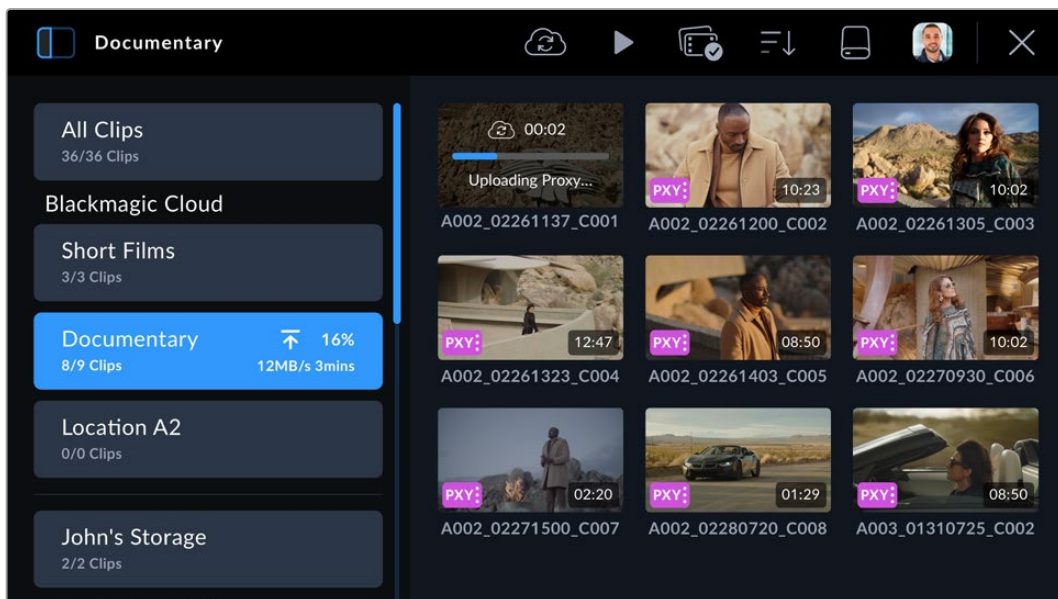 Documentary
All Clips
36/36 Clips
Blackmagic Cloud
Short Films
3/3 Clips
Documentary 16%
8/9 Clips 12MB/s 3mins
Location A2
0/0 Clips
John's Storage
2/2 Clips
00:02
Uploading Proxy...
A002_02261137_C001
PXY 10:23
A002_02261200_C002
PXY 10:02
A002_02261305_C003
PXY 12:47
A002_02261323_C004
PXY 08:50
A002_02261403_C005
PXY 10:02
A002_02270930_C006
PXY 02:20
A002_02271500_C007
PXY 01:29
A002_02280720_C008
PXY 08:50
A003_01310725_C002